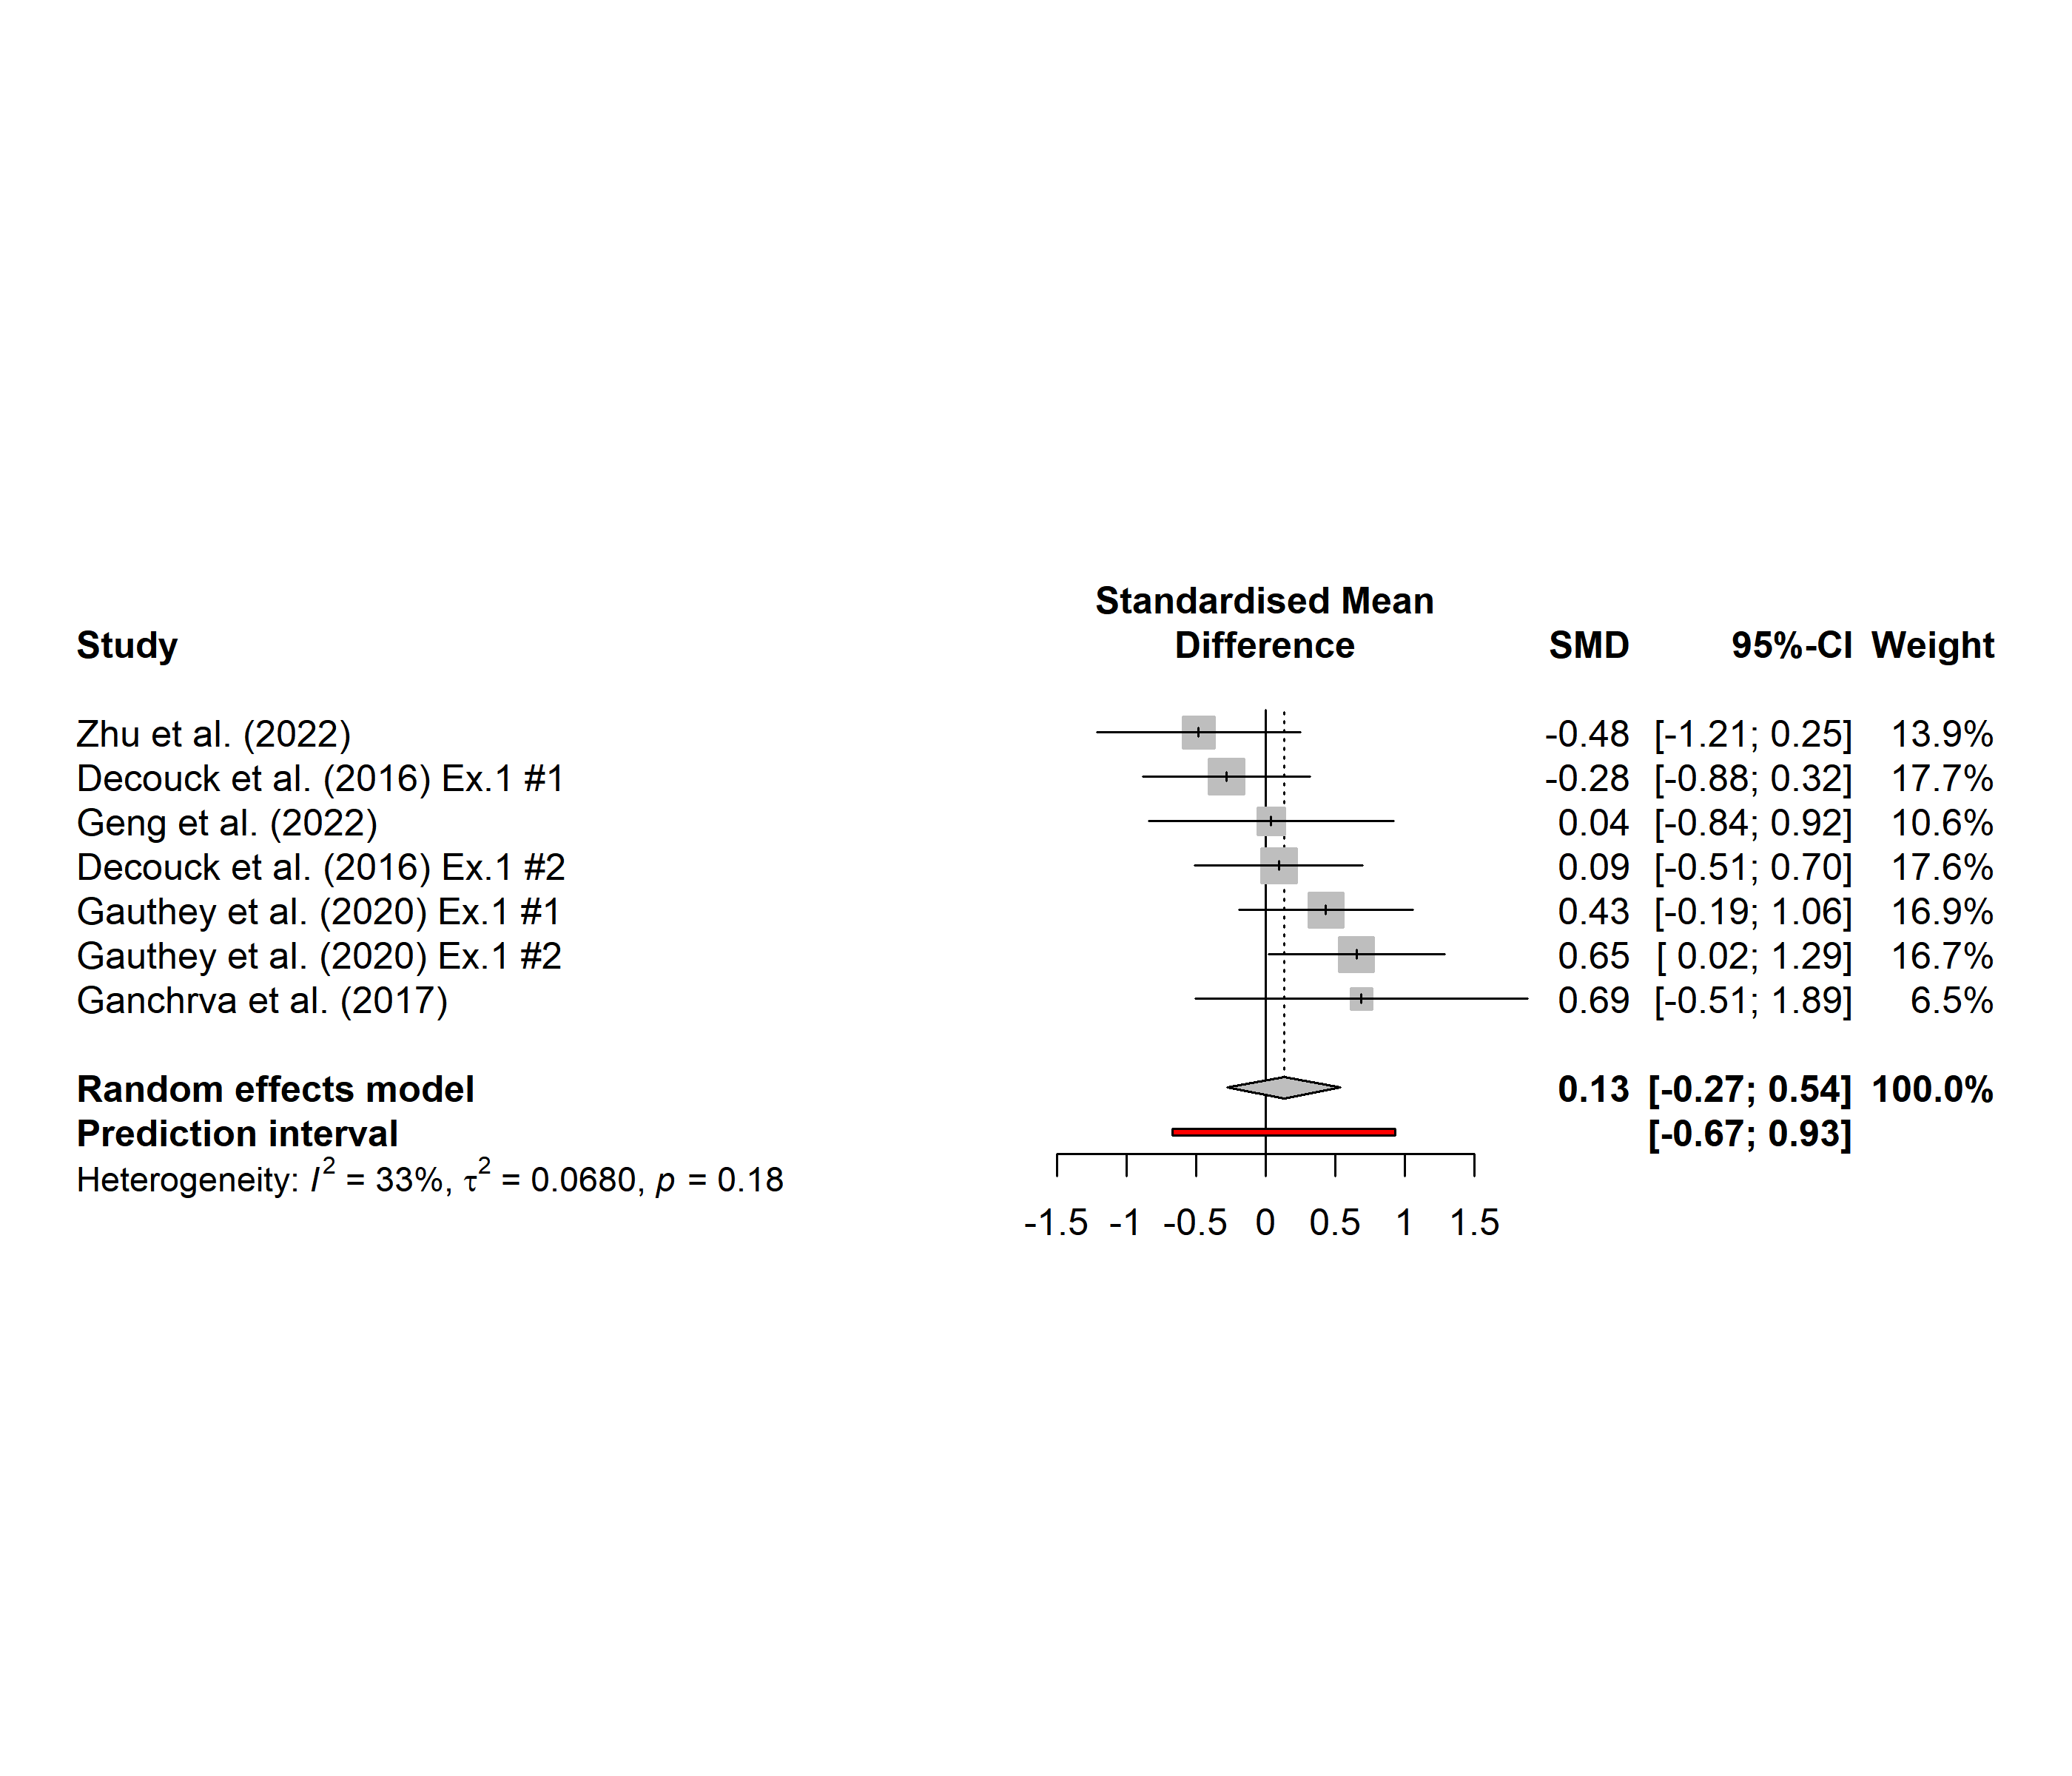 Standardised Mean
Study Difference SMD 95%-CI Weight
Zhu et al. (2022) -0.48 [-1.21; 0.25] 13.9%
Decouck et al. (2016) Ex.1 #1 -0.28 [-0.88; 0.32] 17.7%
Geng et al. (2022) 0.04 [-0.84; 0.92] 10.6%
Decouck et al. (2016) Ex.1 #2 0.09 [-0.51; 0.70] 17.6%
Gauthey et al. (2020) Ex.1 #1 0.43 [-0.19; 1.06] 16.9%
Gauthey et al. (2020) Ex.1 #2 0.65 [ 0.02; 1.29] 16.7%
Ganchrva et al. (2017) 0.69 [-0.51; 1.89] 6.5%
Random effects model 0.13 [-0.27; 0.54] 100.0%
Prediction interval [-0.67; 0.93]
Heterogeneity: I² = 33%, τ² = 0.0680, p = 0.18
-1.5 -1 -0.5 0 0.5 1 1.5